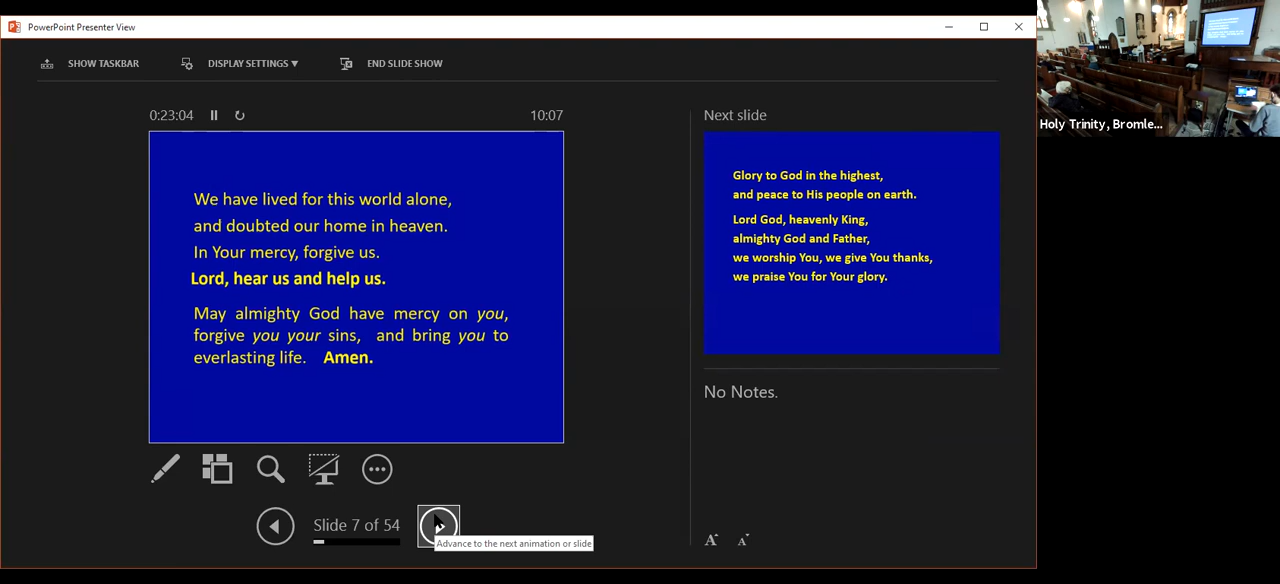 PowerPoint Presenter View
SHOW TASKBAR
DISPLAY SETTINGS ▼
END SLIDE SHOW
0:23:04
10:07
We have lived for this world alone,
and doubted our home in heaven.
In Your mercy, forgive us.
Lord, hear us and help us.
May almighty God have mercy on you,
forgive you your sins, and bring you to
everlasting life. Amen.
Slide 7 of 54
Advance to the next animation or slide
Next slide
Glory to God in the highest,
and peace to His people on earth.
Lord God, heavenly King,
almighty God and Father,
we worship You, we give You thanks,
we praise You for Your glory.
No Notes.
A A
Holy Trinity, Bromle...